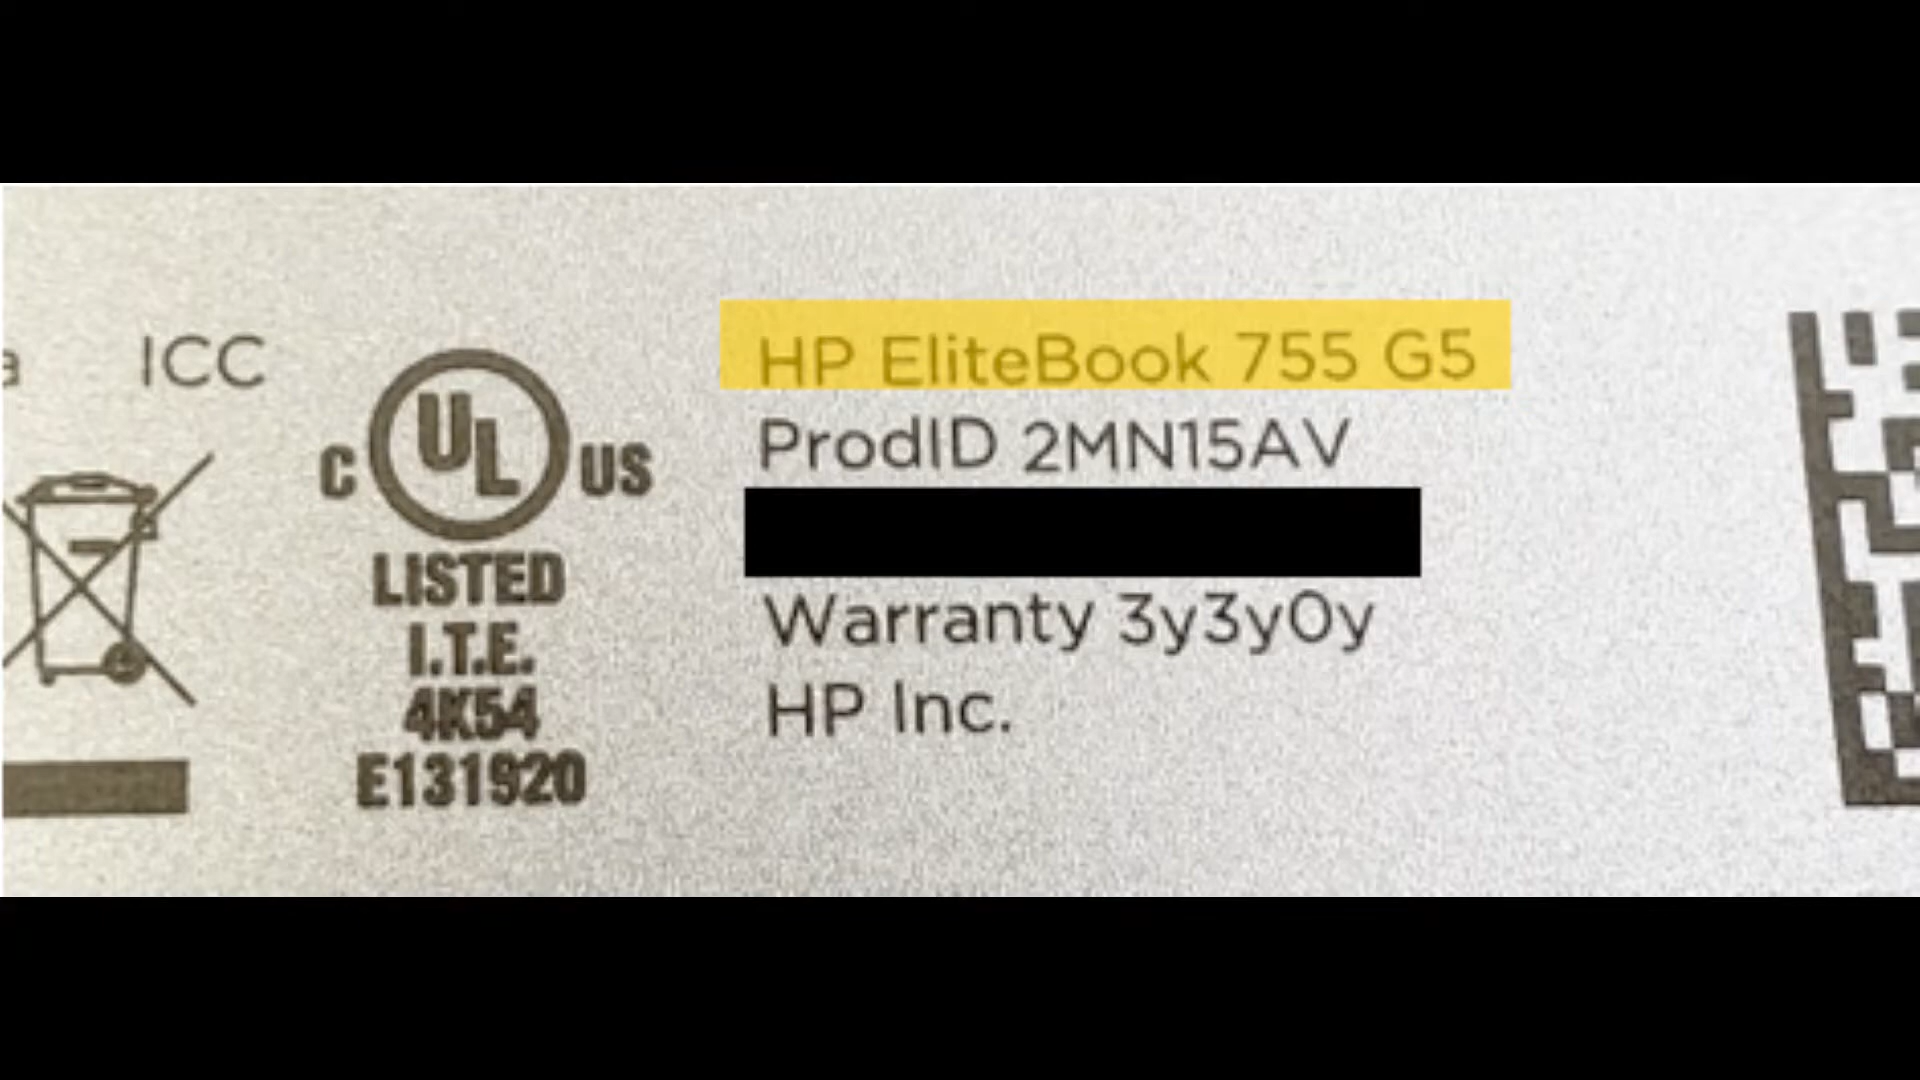 a ICC
C UL US
LISTED
I.T.E.
4K54
E131920
HP EliteBook 755 G5
ProdID 2MN15AV
Warranty 3y3y0y
HP Inc.